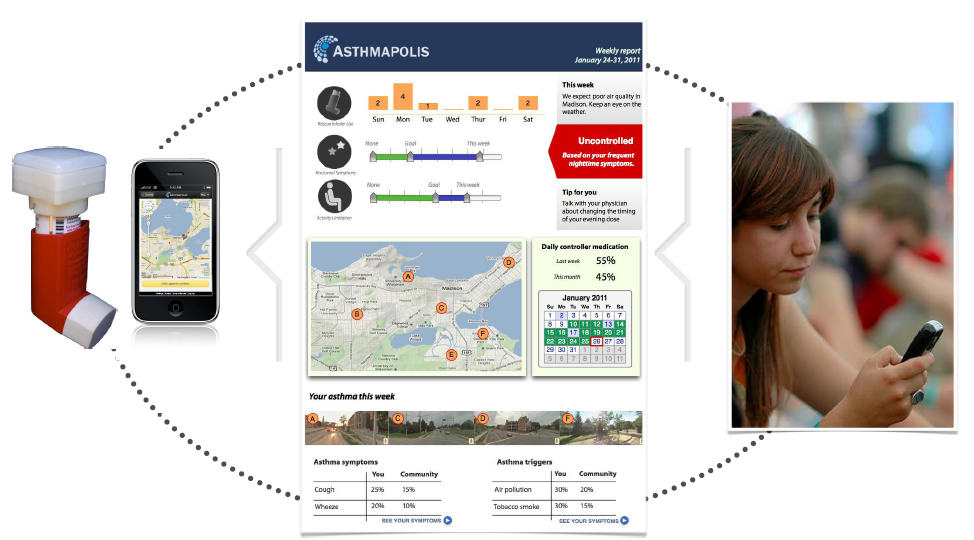 ASTHMAPOLIS
Weekly report
January 24-31, 2011
This week
We expect poor air quality in
Madison. Keep an eye on the
weather.
2 4 1 2 2
Sun Mon Tue Wed Thur Fri Sat
Rescue Inhaler Use
Uncontrolled
Based on your frequent
nighttime symptoms.
None Goal This week
Nocturnal Symptoms
None Goal This week
Activity Limitation
Tip for you
Talk with your physician
about changing the timing
of your evening dose
A
B
C
D
E
F
Madison
Daily controller medication
Last week 55%
This month 45%
January 2011
Su Mo Tu We Th Fr Sa
1 2 3 4 5 6 7
8 9 10 11 12 13 14
15 16 17 18 19 20 21
22 23 24 25 26 27 28
29 30 31 1 2 3 4
5 6 7 8 9 10 11
Your asthma this week
A C D F
Asthma symptoms
You Community
Cough 25% 15%
Wheeze 20% 10%
SEE YOUR SYMPTOMS
Asthma triggers
You Community
Air pollution 30% 20%
Tobacco smoke 30% 15%
SEE YOUR SYMPTOMS